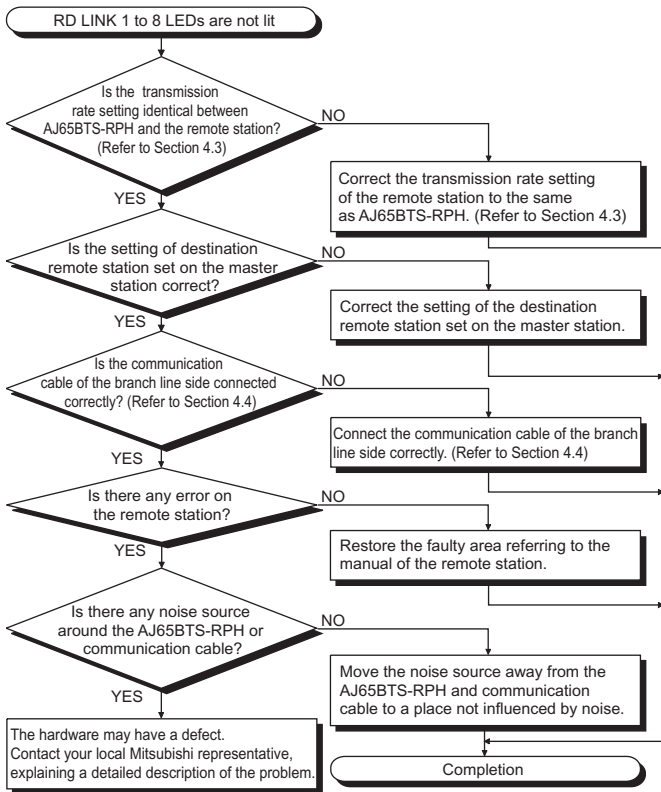 RD LINK 1 to 8 LEDs are not lit
Is the transmission
rate setting identical between
AJ65BTS-RPH and the remote station?
(Refer to Section 4.3)
NO
Correct the transmission rate setting
of the remote station to the same
as AJ65BTS-RPH. (Refer to Section 4.3)
YES
Is the setting of destination
remote station set on the master
station correct?
NO
Correct the setting of the destination
remote station set on the master station.
YES
Is the communication
cable of the branch line side connected
correctly? (Refer to Section 4.4)
NO
Connect the communication cable of the branch
line side correctly. (Refer to Section 4.4)
YES
Is there any error on
the remote station?
NO
Restore the faulty area referring to the
manual of the remote station.
YES
Is there any noise source
around the AJ65BTS-RPH or
communication cable?
NO
Move the noise source away from the
AJ65BTS-RPH and communication
cable to a place not influenced by noise.
YES
The hardware may have a defect.
Contact your local Mitsubishi representative,
explaining a detailed description of the problem.
Completion